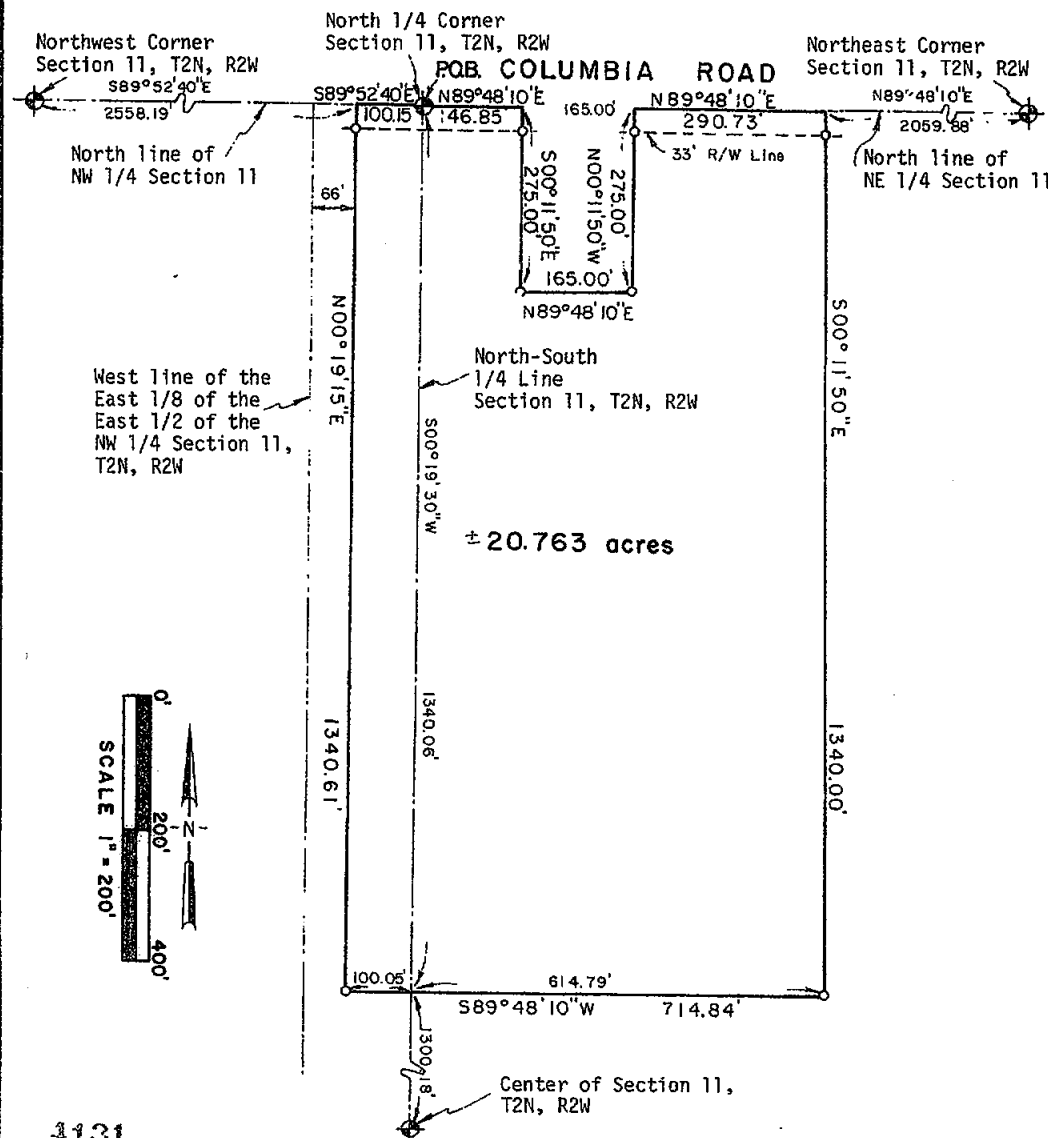 North 1/4 Corner
Section 11, T2N, R2W
Northwest Corner
Section 11, T2N, R2W
Northeast Corner
Section 11, T2N, R2W
P.O.B. COLUMBIA ROAD
S89°52'40"E
2558.19'
S89°52'40"E
100.15
N89°48'10"E
146.85
165.00'
N89°48'10"E
290.73'
N89°48'10"E
2059.88'
33' R/W Line
North line of
NW 1/4 Section 11
North line of
NE 1/4 Section 11
66'
S00°11'50"E
275.00'
N00°11'50"W
275.00'
165.00'
N89°48'10"E
N00°19'15"E
1340.61'
S00°11'50"E
1340.00'
West line of the
East 1/8 of the
East 1/2 of the
NW 1/4 Section 11,
T2N, R2W
North-South
1/4 Line
Section 11, T2N, R2W
S00°19'30"W
1340.06'
±20.763 acres
SCALE 1" = 200'
0'
200'
400'
-N-
100.05'
614.79'
S89°48'10"W
714.84'
1300.18'
Center of Section 11,
T2N, R2W
4131